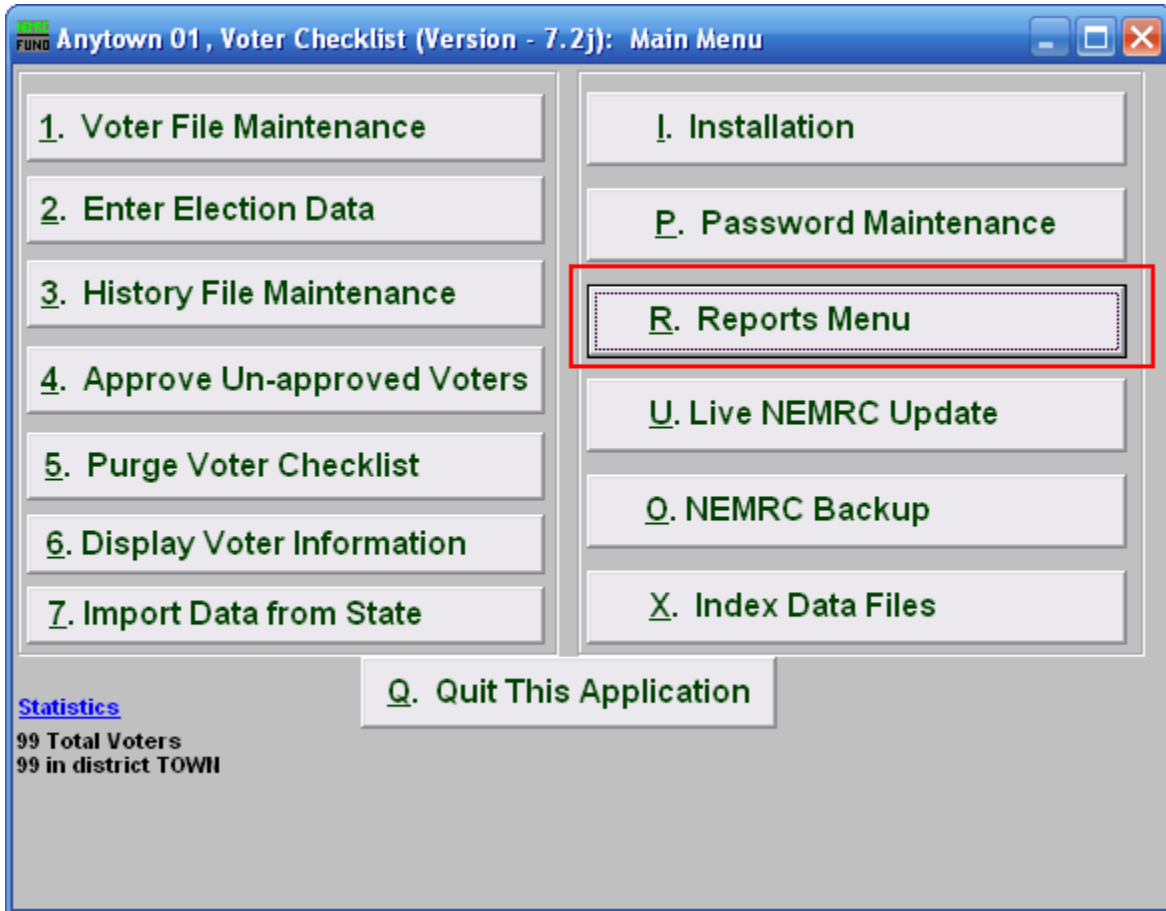 NEMRC
FUND
Anytown 01, Voter Checklist (Version - 7.2j): Main Menu
1. Voter File Maintenance
2. Enter Election Data
3. History File Maintenance
4. Approve Un-approved Voters
5. Purge Voter Checklist
6. Display Voter Information
7. Import Data from State
I. Installation
P. Password Maintenance
R. Reports Menu
U. Live NEMRC Update
O. NEMRC Backup
X. Index Data Files
Q. Quit This Application
Statistics
99 Total Voters
99 in district TOWN